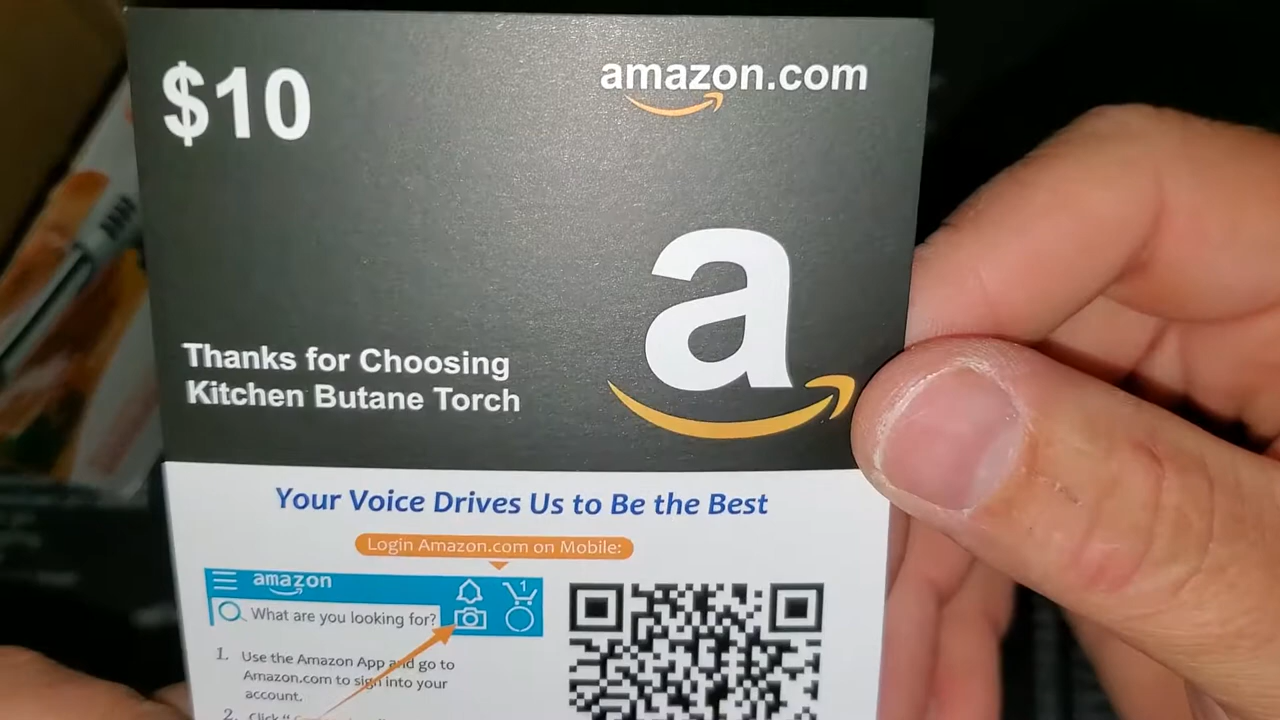 $10
amazon.com
a
Thanks for Choosing
Kitchen Butane Torch
Your Voice Drives Us to Be the Best
Login Amazon.com on Mobile:
amazon
1
What are you looking for?
1. Use the Amazon App and go to
Amazon.com to sign into your
account.
2. Click "